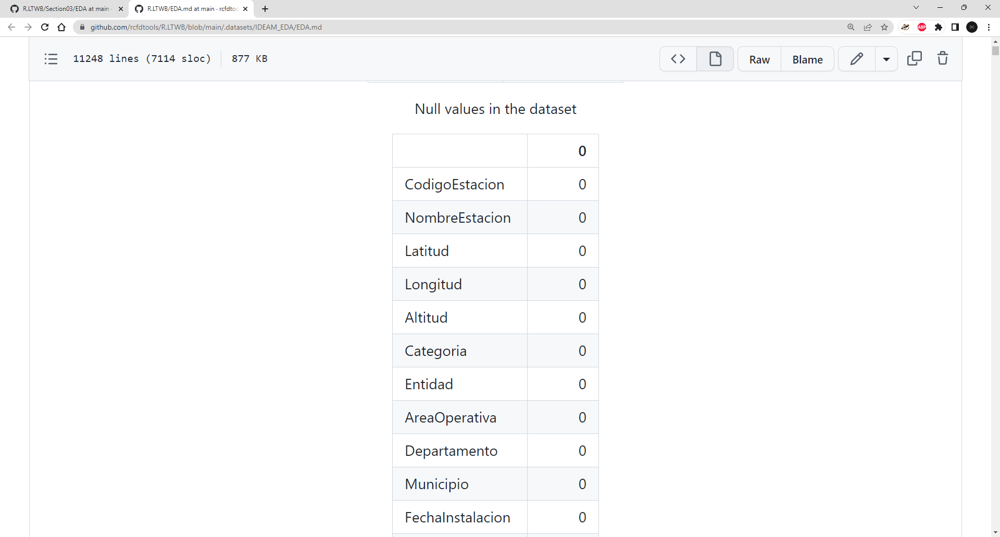 R.LTWB/Section03/EDA at main ·
R.LTWB/EDA.md at main · rcfdtoo
github.com/rcfdtools/R.LTWB/blob/main/.datasets/IDEAM_EDA/EDA.md
ABP
11248 lines (7114 sloc) 877 KB
Raw Blame
Null values in the dataset
0
CodigoEstacion 0
NombreEstacion 0
Latitud 0
Longitud 0
Altitud 0
Categoria 0
Entidad 0
AreaOperativa 0
Departamento 0
Municipio 0
FechaInstalacion 0